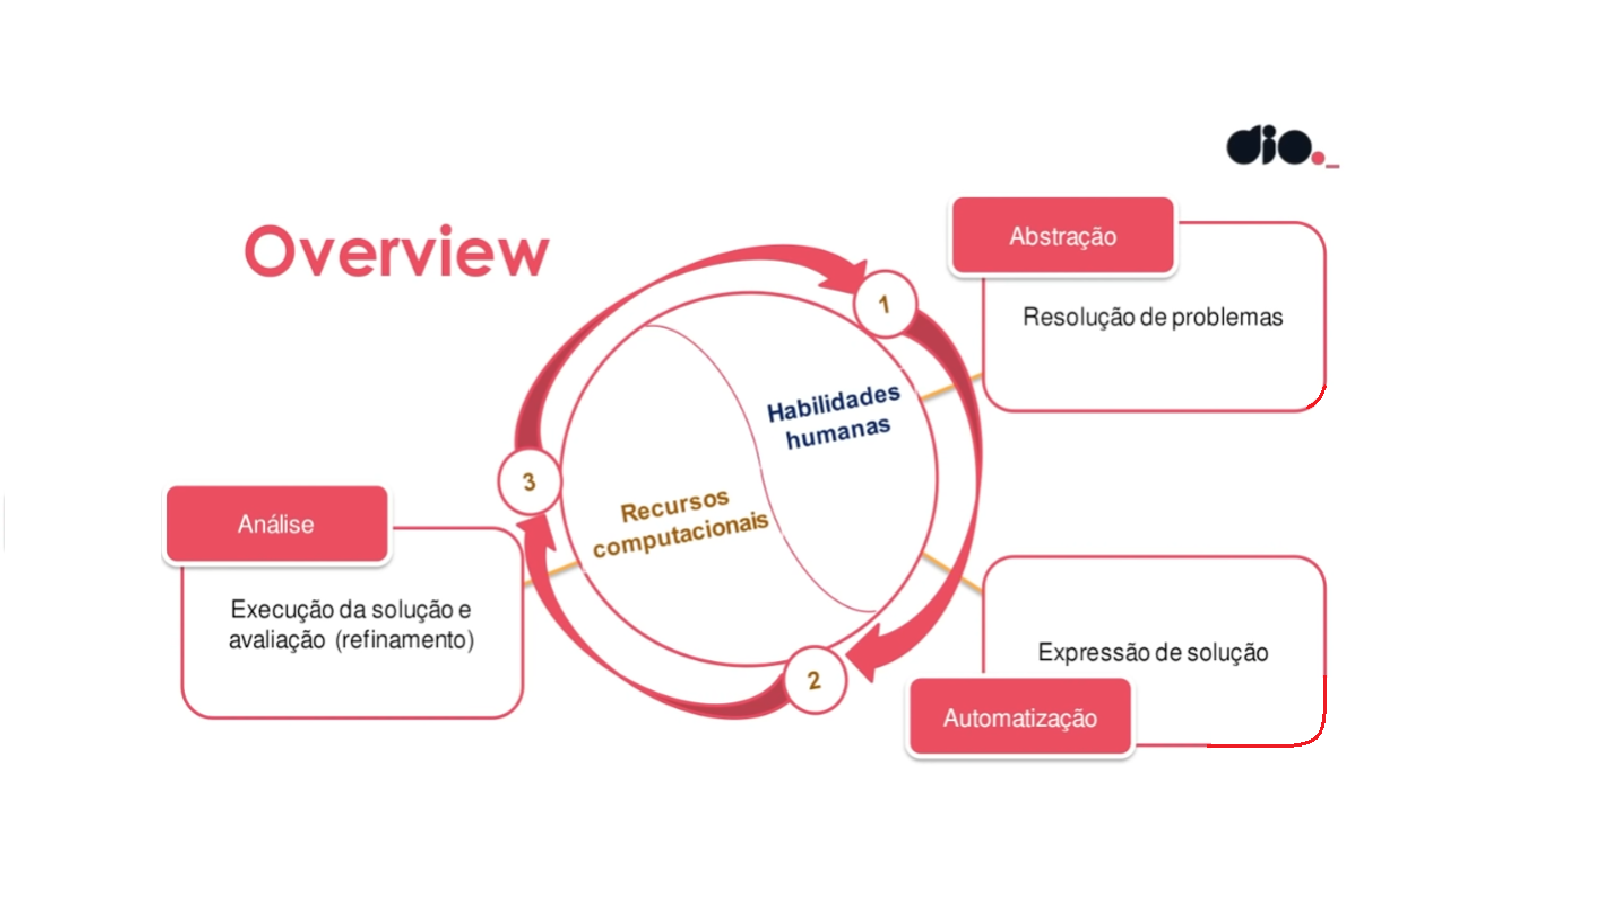 dio._
Overview
Abstração
Resolução de problemas
1
Habilidades
humanas
3
Recursos
computacionais
Análise
Execução da solução e
avaliação (refinamento)
2
Expressão de solução
Automatização